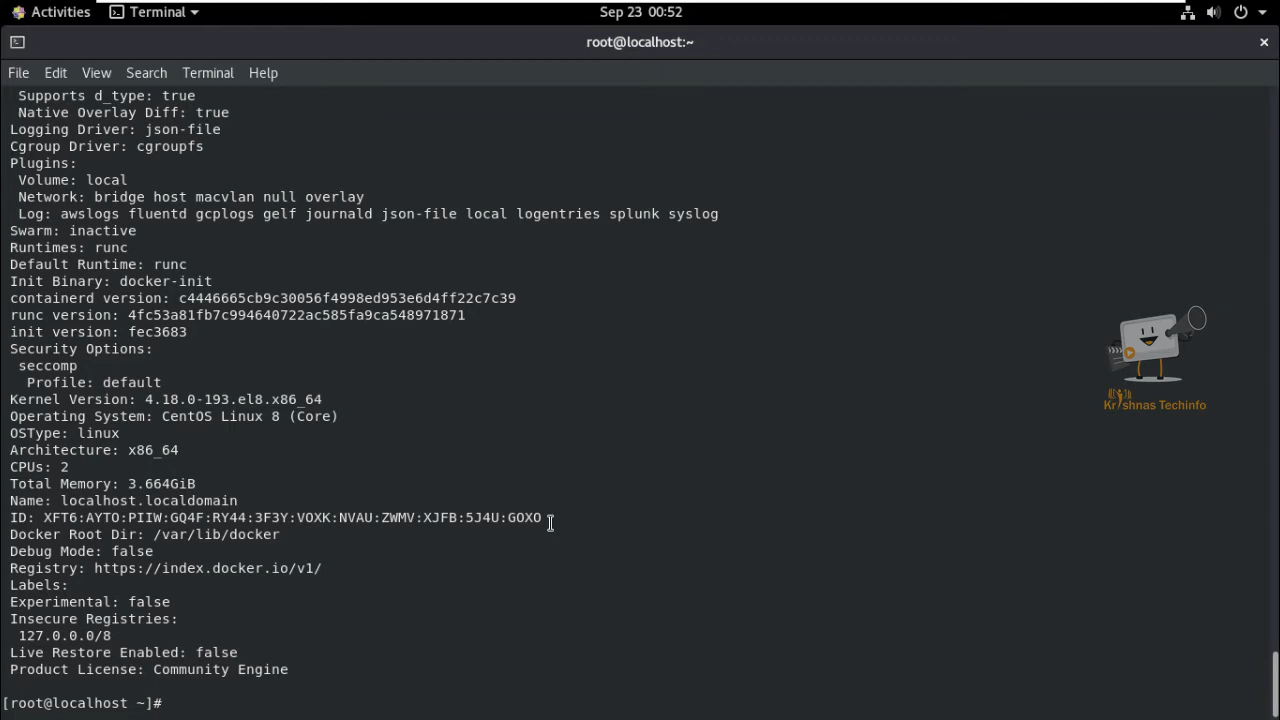 Activities
Terminal
Sep 23 00:52
root@localhost:~
File Edit View Search Terminal Help
Supports d_type: true
Native Overlay Diff: true
Logging Driver: json-file
Cgroup Driver: cgroupfs
Plugins:
Volume: local
Network: bridge host macvlan null overlay
Log: awslogs fluentd gcplogs gelf journald json-file local logentries splunk syslog
Swarm: inactive
Runtimes: runc
Default Runtime: runc
Init Binary: docker-init
containerd version: c4446665cb9c30056f4998ed953e6d4ff22c7c39
runc version: 4fc53a81fb7c994640722ac585fa9ca548971871
init version: fec3683
Security Options:
seccomp
Profile: default
Kernel Version: 4.18.0-193.el8.x86_64
Operating System: CentOS Linux 8 (Core)
OSType: linux
Architecture: x86_64
CPUs: 2
Total Memory: 3.664GiB
Name: localhost.localdomain
ID: XFT6:AYTO:PIIW:GQ4F:RY44:3F3Y:VOXK:NVAU:ZWMV:XJFB:5J4U:GOXO
Docker Root Dir: /var/lib/docker
Debug Mode: false
Registry: https://index.docker.io/v1/
Labels:
Experimental: false
Insecure Registries:
127.0.0.0/8
Live Restore Enabled: false
Product License: Community Engine
[root@localhost ~]#
Krishnas Techinfo